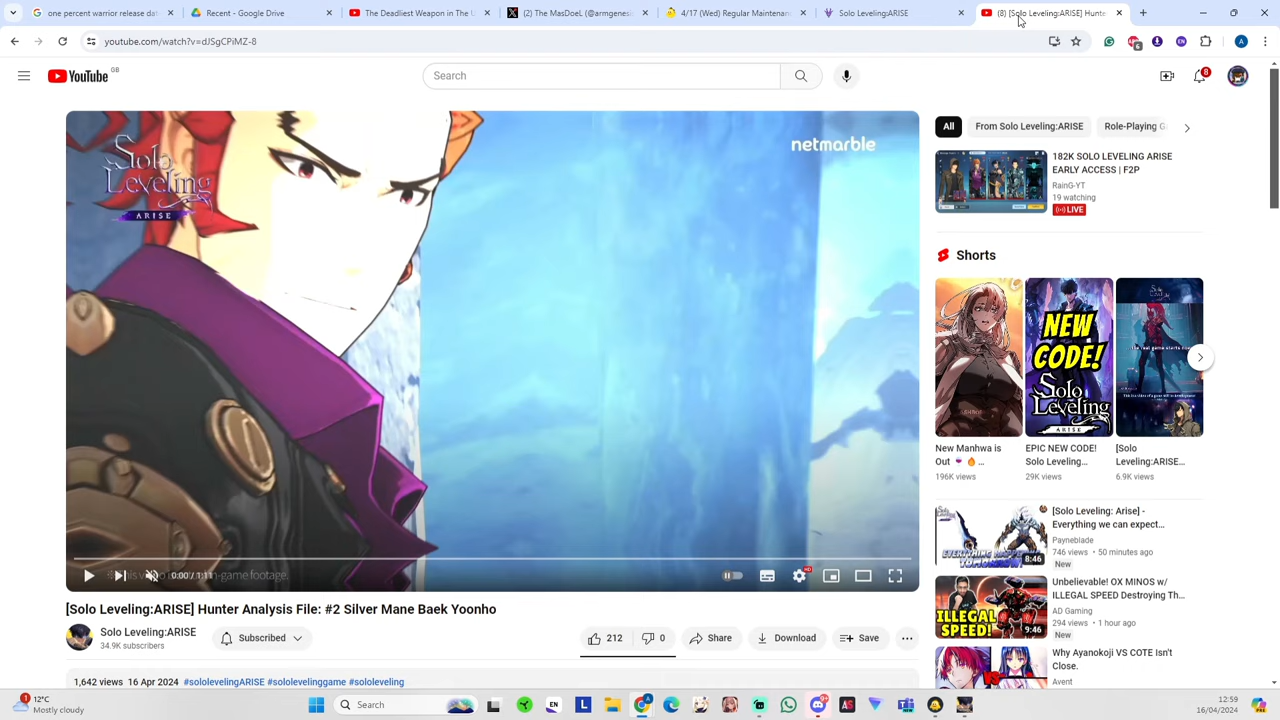 Recent - Google Drive
The Deadliest Weapon in The U
(2) The MasDoeL (@armgenesis
4/17 (Wed) Regular Maintenanc
Solo Leveling:ARISE
(8) [Solo Leveling:ARISE] Hunte
youtube.com/watch?v=dJSgCPiMZ-8
YouTube GB
Search
8
Solo Leveling
ARISE
netmarble
0:00 / 1:11
[Solo Leveling:ARISE] Hunter Analysis File: #2 Silver Mane Baek Yoonho
Solo Leveling:ARISE
34.9K subscribers
Subscribed
212
0
Share
Download
Save
1,642 views 16 Apr 2024 #sololevelingARISE #sololevelinggame #sololeveling
All
From Solo Leveling:ARISE
Role-Playing G
182K SOLO LEVELING ARISE
EARLY ACCESS | F2P
RainG-YT
19 watching
LIVE
Shorts
NEW
CODE!
Solo
Leveling
ARISE
New Manhwa is
Out 🍷 🔥 ...
196K views
EPIC NEW CODE!
Solo Leveling...
29K views
[Solo
Leveling:ARISE...
6.9K views
[Solo Leveling: Arise] -
Everything we can expect...
Payneblade
746 views • 50 minutes ago
New
8:46
Unbelievable! OX MINOS w/
ILLEGAL SPEED Destroying Th...
AD Gaming
294 views • 1 hour ago
New
ILLEGAL
SPEED!
9:46
Why Ayanokoji VS COTE Isn't
Close.
Avent
12°C
Mostly cloudy
Search
12:59
16/04/2024